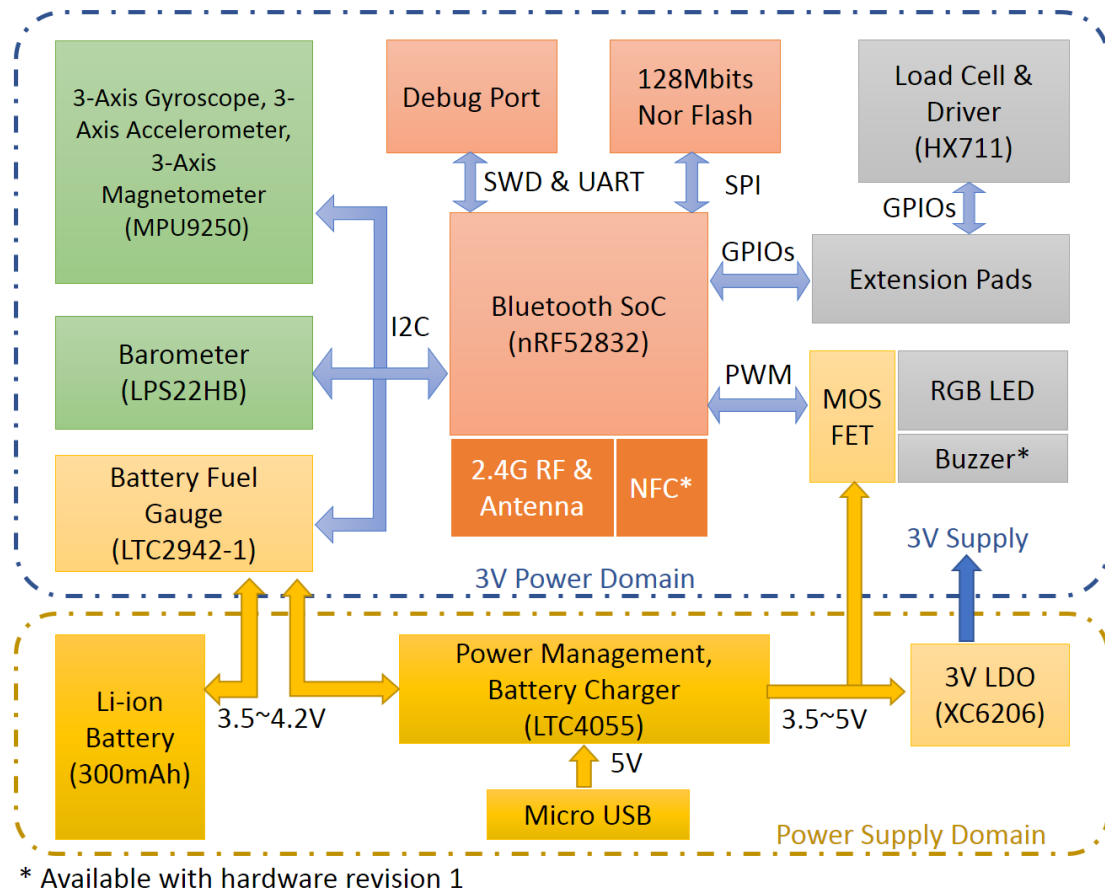 3-Axis Gyroscope, 3-
Axis Accelerometer,
3-Axis
Magnetometer
(MPU9250)
Debug Port
128Mbits
Nor Flash
Load Cell &
Driver
(HX711)
SWD & UART
SPI
GPIOs
GPIOs
Extension Pads
Bluetooth SoC
(nRF52832)
I2C
Barometer
(LPS22HB)
PWM
MOS
FET
RGB LED
Buzzer*
2.4G RF &
Antenna
NFC*
Battery Fuel
Gauge
(LTC2942-1)
3V Supply
3V Power Domain
Li-ion
Battery
(300mAh)
3.5~4.2V
Power Management,
Battery Charger
(LTC4055)
3.5~5V
3V LDO
(XC6206)
5V
Micro USB
Power Supply Domain
* Available with hardware revision 1